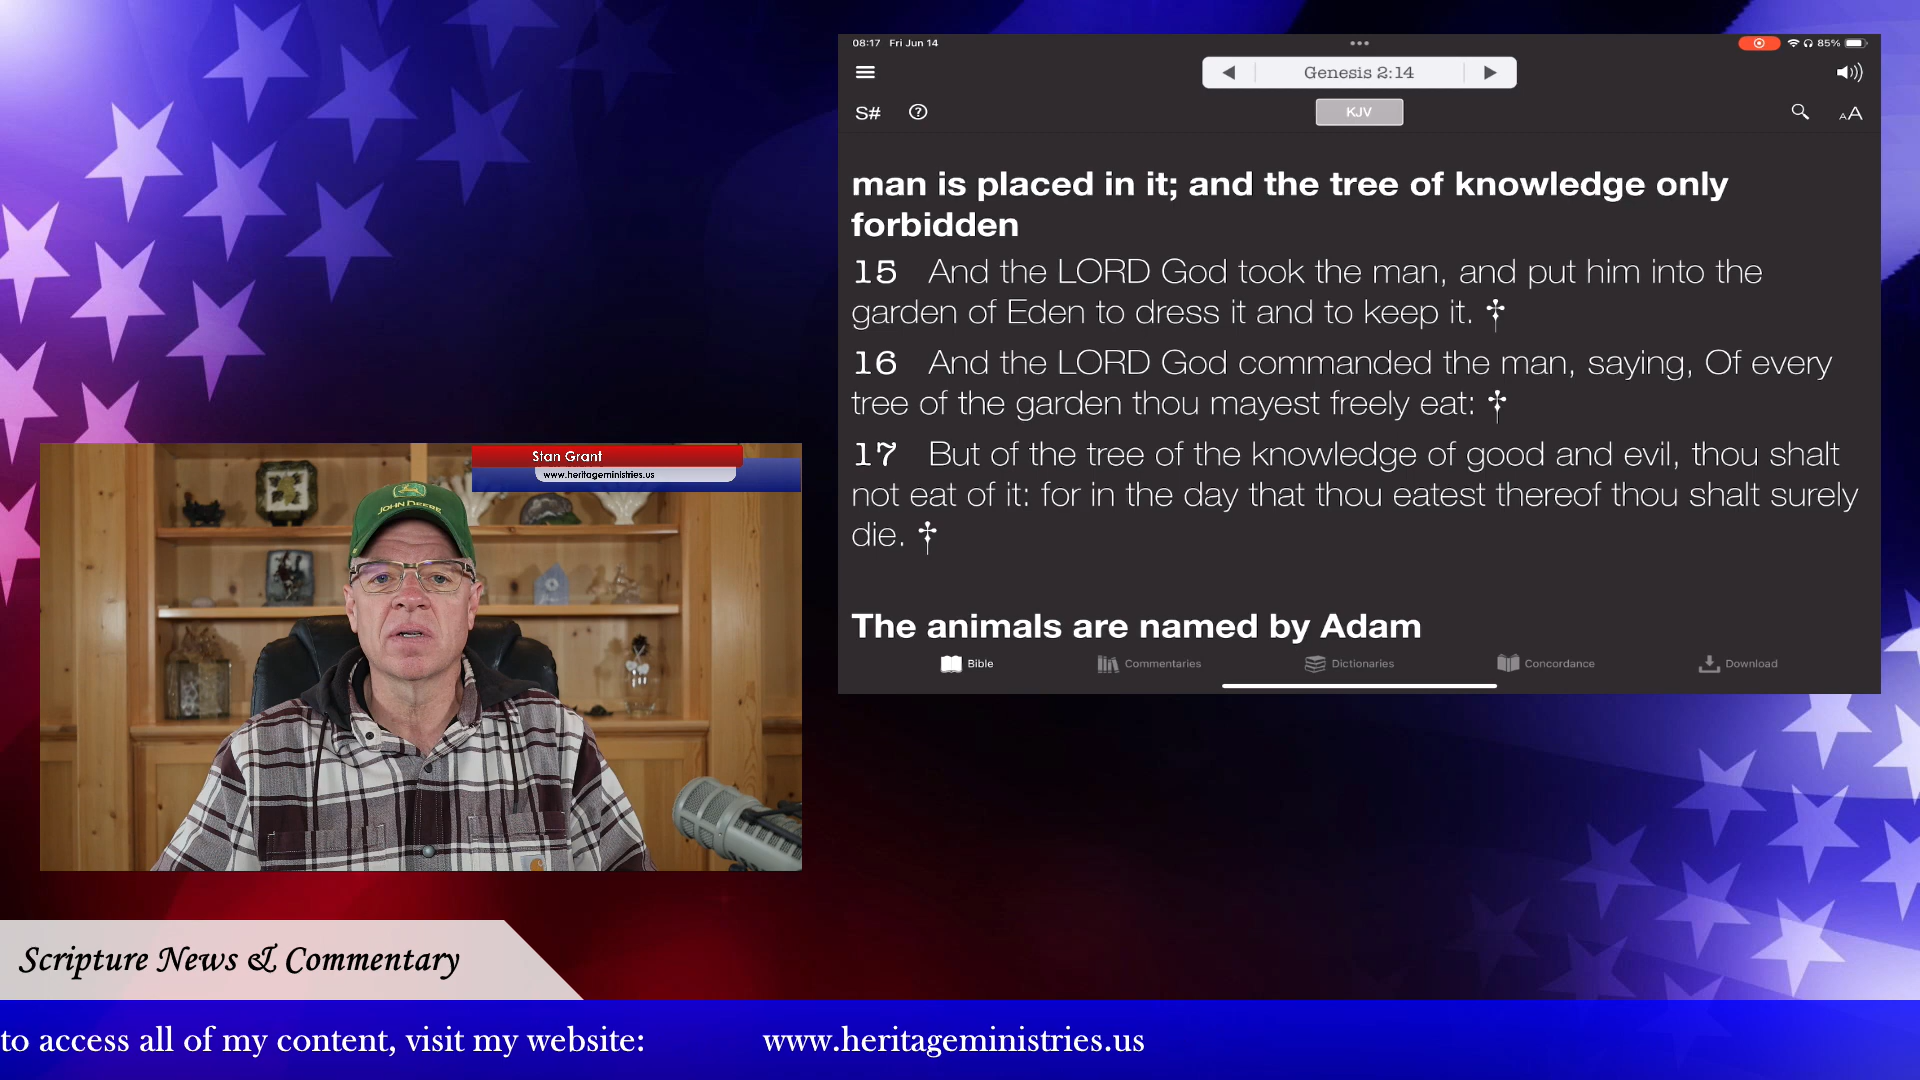 08:17 Fri Jun 14
85%
Genesis 2:14
S#
KJV
AA
man is placed in it; and the tree of knowledge only
forbidden
15 And the LORD God took the man, and put him into the
garden of Eden to dress it and to keep it.
16 And the LORD God commanded the man, saying, Of every
tree of the garden thou mayest freely eat:
17 But of the tree of the knowledge of good and evil, thou shalt
not eat of it: for in the day that thou eatest thereof thou shalt surely
die.
The animals are named by Adam
Bible
Commentaries
Dictionaries
Concordance
Download
Stan Grant
www.heritageministries.us
JOHN DEERE
Scripture News & Commentary
to access all of my content, visit my website: www.heritageministries.us